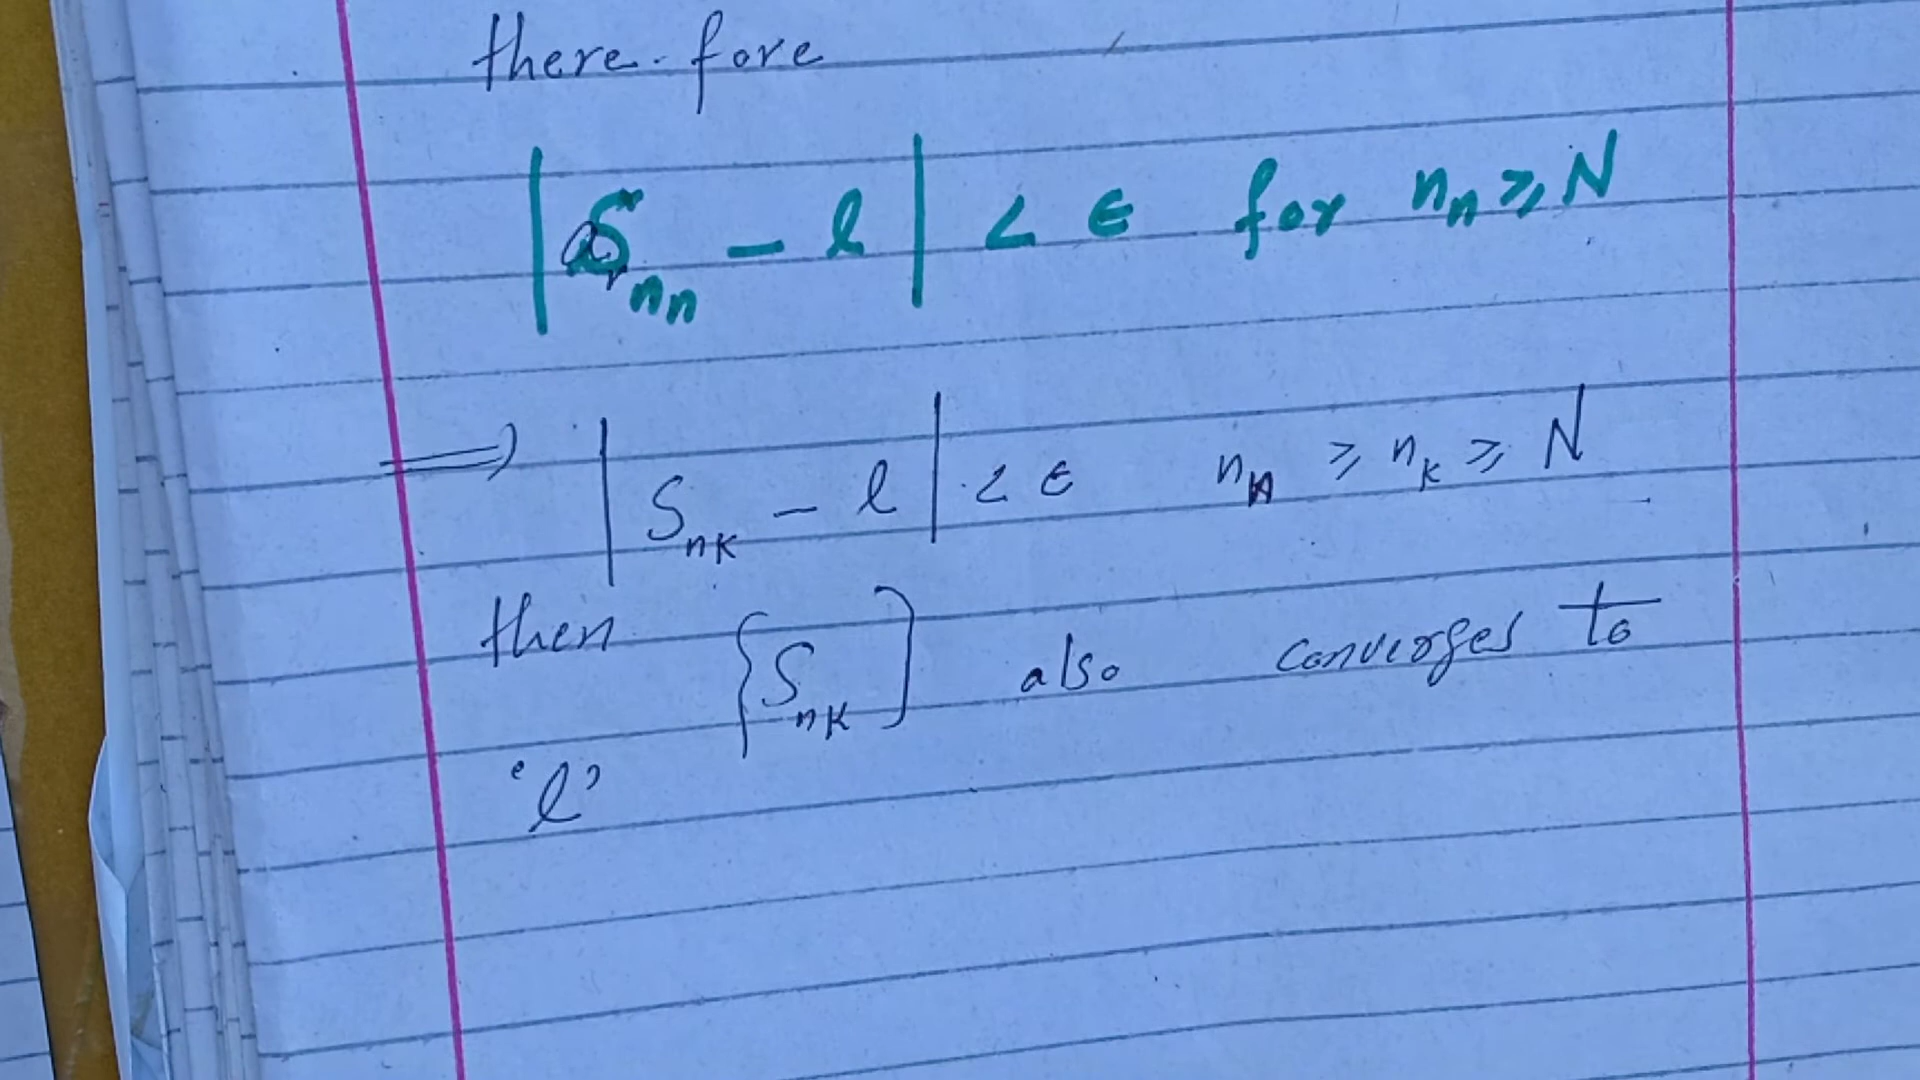 there fore
|S_{n_n} - l| < ε for n_n ≥ N
⟹ |S_{nk} - l| < ε n_n ≥ n_k ≥ N
then {S_{nk}} also converges to
'l'